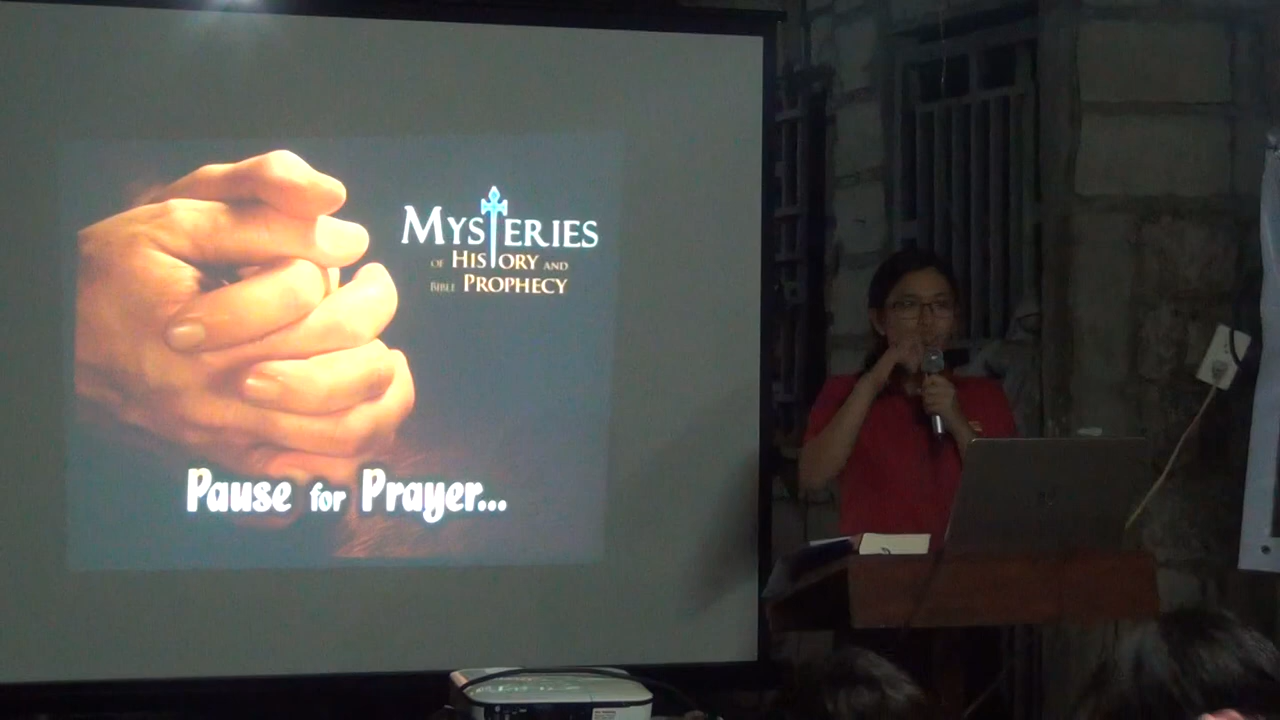 MYSTERIES
OF HISTORY AND
BIBLE PROPHECY
Pause for Prayer...